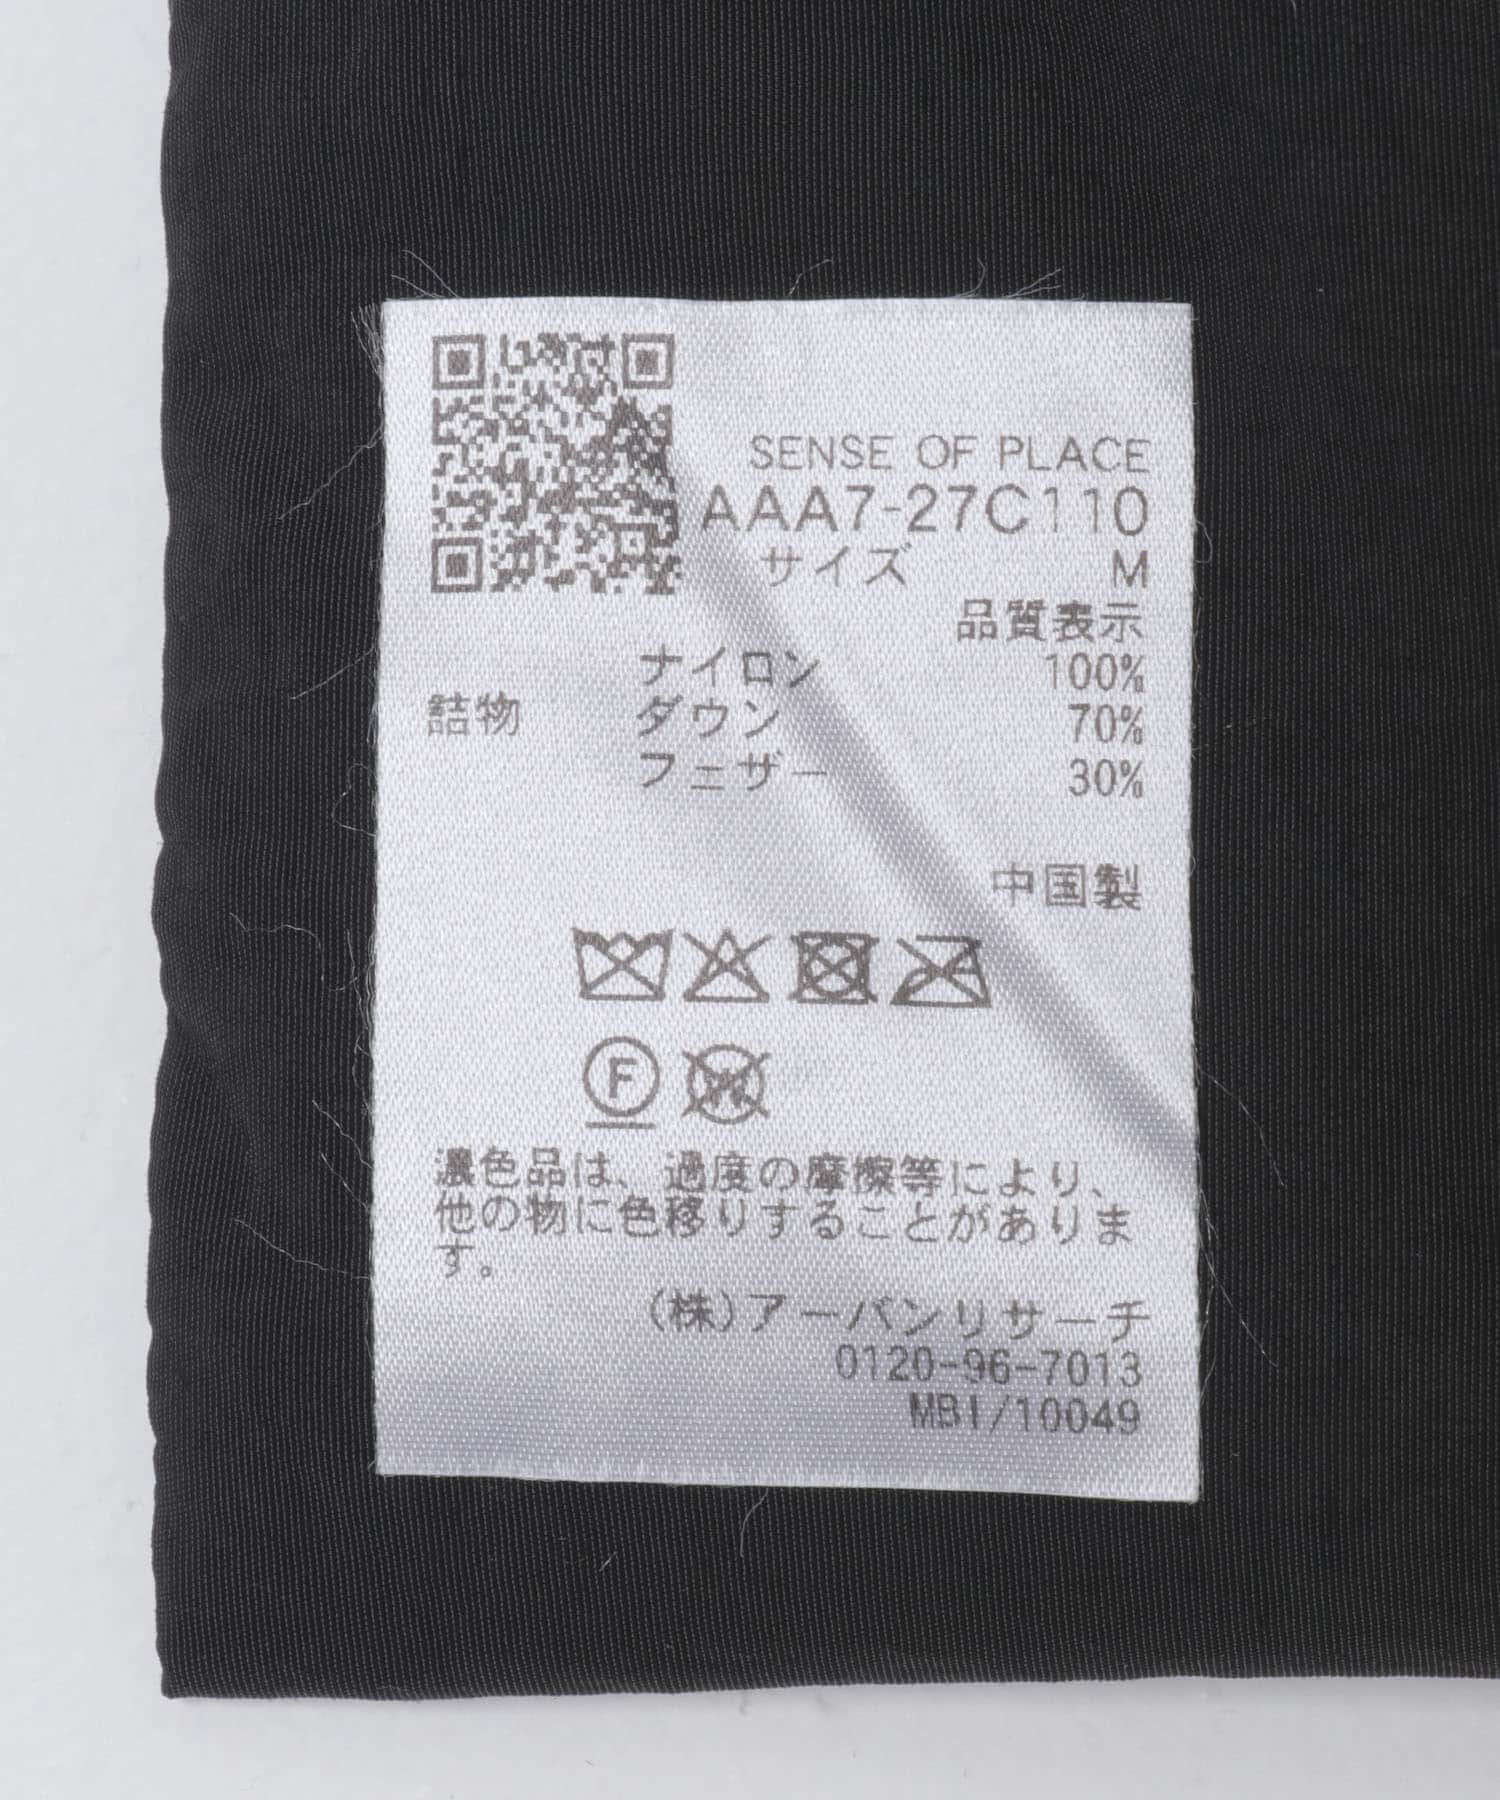 SENSE OF PLACE
AAA7-27C110
サイズ M
品質表示
ナイロン 100%
詰物 ダウン 70%
フェザー 30%
中国製
F
W
濃色品は、過度の摩擦等により、
他の物に色移りすることがありま
す。
(株)アーバンリサーチ
0120-96-7013
MBI/10049